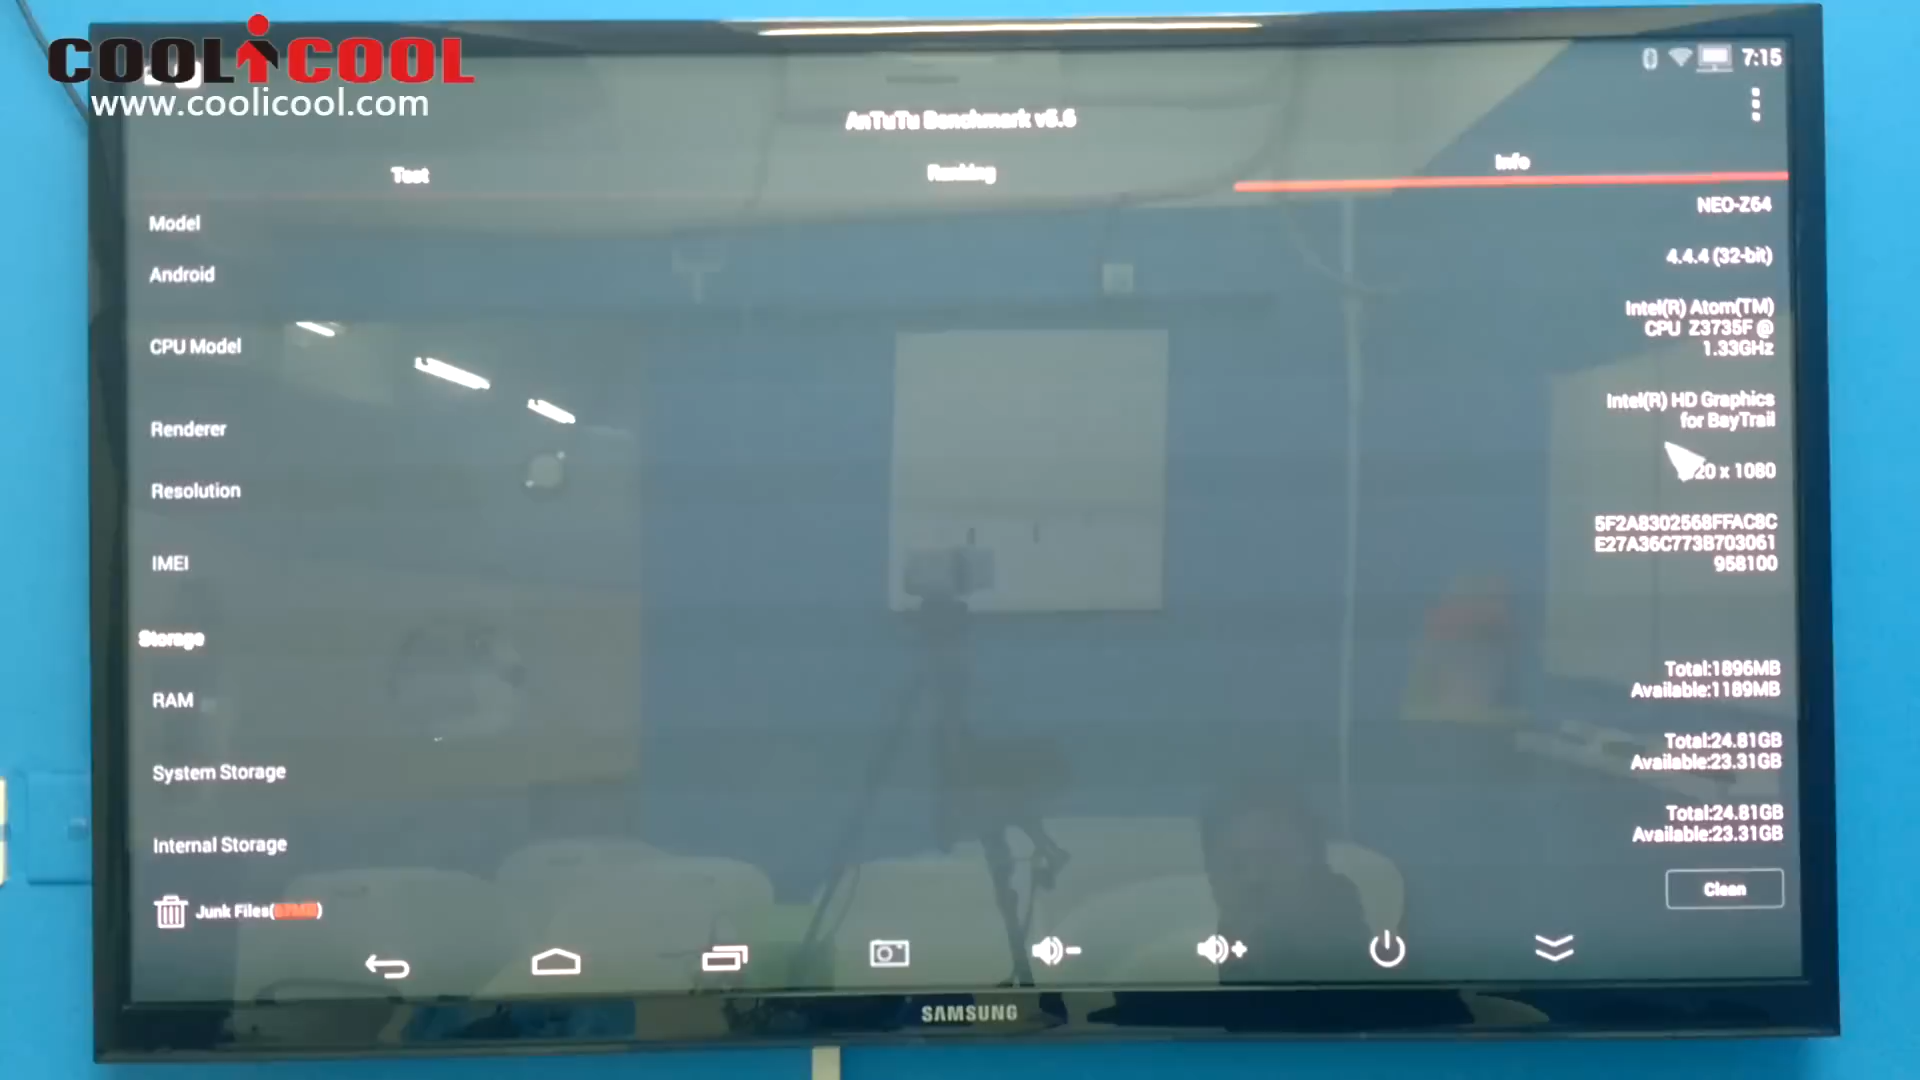 COOLiCOOL
www.coolicool.com
7:15
AnTuTu Benchmark v5.6
Test
Ranking
Info
Model
NEO-Z64
Android
4.4.4 (32-bit)
CPU Model
Intel(R) Atom(TM)
CPU Z3735F @
1.33GHz
Renderer
Intel(R) HD Graphics
for BayTrail
Resolution
20 x 1080
IMEI
5F2A8302568FFAC8C
E27A36C773B703061
958100
Storage
RAM
Total:1896MB
Available:1189MB
System Storage
Total:24.81GB
Available:23.31GB
Internal Storage
Total:24.81GB
Available:23.31GB
Junk Files(
Clean
SAMSUNG